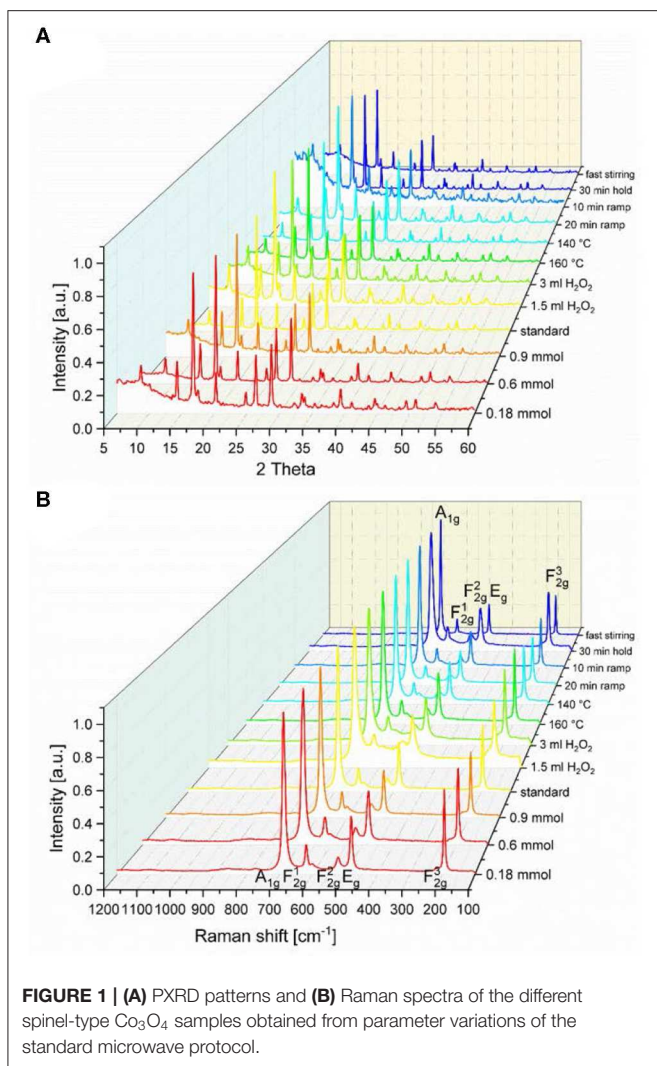 A
fast stirring
30 min hold
10 min ramp
20 min ramp
140 °C
160 °C
3 ml H₂O₂
1.5 ml H₂O₂
standard
0.9 mmol
0.6 mmol
0.18 mmol
1.0
0.8
0.6
0.4
0.2
0.0
Intensity [a.u.]
5 10 15 20 25 30 35 40 45 50 55 60
2 Theta
B
A₁g
F¹₂g
F²₂g
Eg
F³₂g
fast stirring
30 min hold
10 min ramp
20 min ramp
140 °C
160 °C
3 ml H₂O₂
1.5 ml H₂O₂
standard
0.9 mmol
0.6 mmol
0.18 mmol
1.0
0.8
0.6
0.4
0.2
0.0
Intensity [a.u.]
A₁g F¹₂g F²₂g Eg F³₂g
1200 1100 1000 900 800 700 600 500 400 300 200 100
Raman shift [cm⁻¹]
FIGURE 1 | (A) PXRD patterns and (B) Raman spectra of the different
spinel-type Co₃O₄ samples obtained from parameter variations of the
standard microwave protocol.